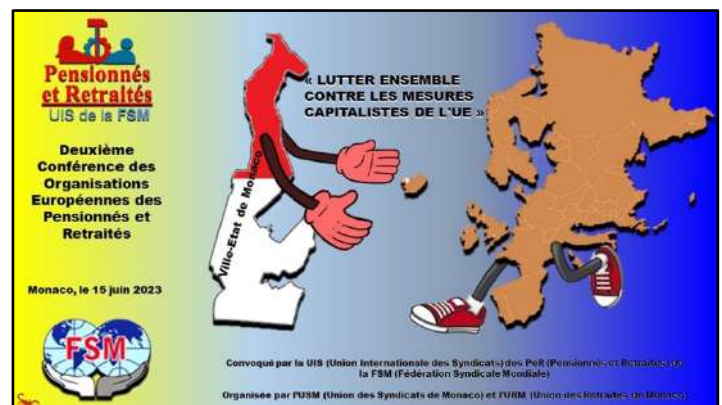 Pensionnés
et Retraités
UIS de la FSM
Deuxième
Conférence des
Organisations
Européennes des
Pensionnés et
Retraités
Monaco, le 15 juin 2023
FSM
« LUTTER ENSEMBLE
CONTRE LES MESURES
CAPITALISTES DE L'UE »
Ville-Etat de Monaco
Convoqué par la UIS (Union Internationale des Syndicats) des PeR (Pensionnés et Retraités de
la FSM (Fédération Syndicale Mondiale)
Organisée par l'USM (Union des Syndicats de Monaco) et l'URM (Union des Retraités de Monaco)